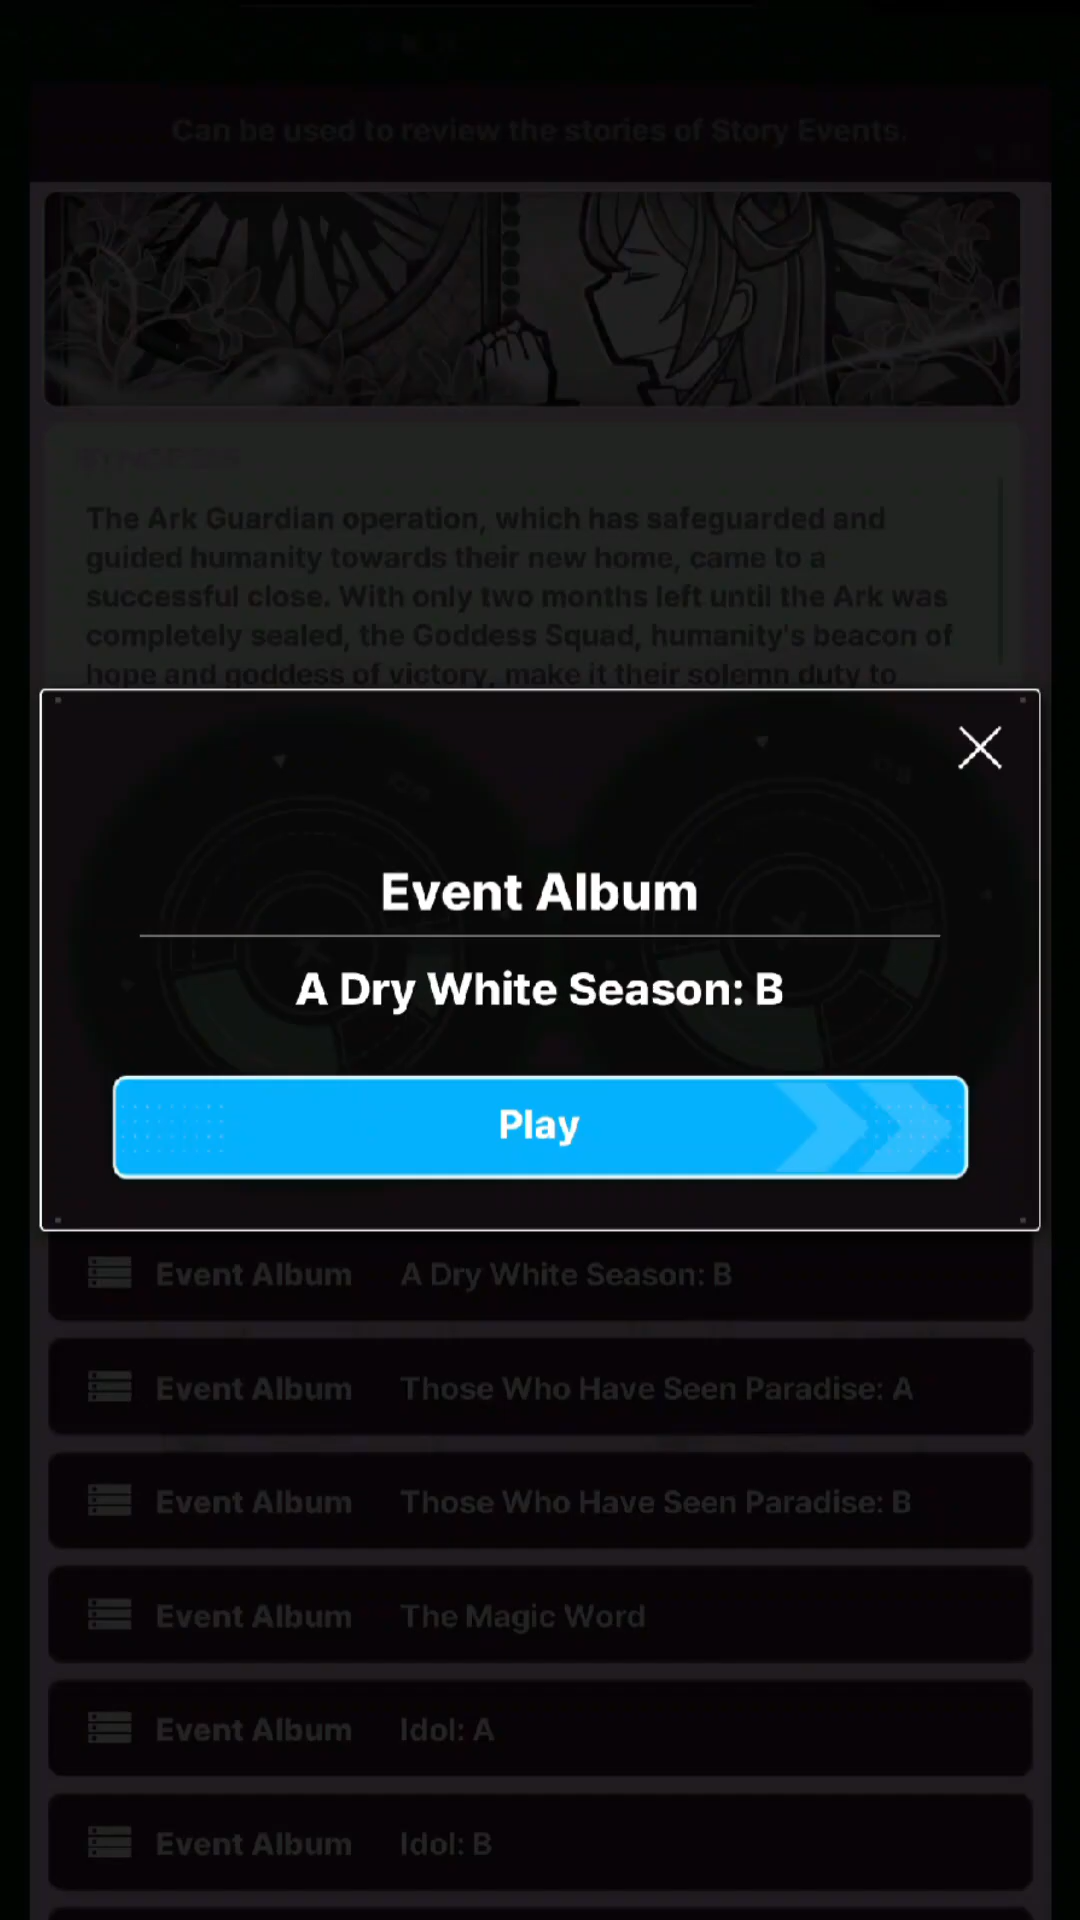 Can be used to review the stories of Story Events.
SYNOPSIS
The Ark Guardian operation, which has safeguarded and
guided humanity towards their new home, came to a
successful close. With only two months left until the Ark was
completely sealed, the Goddess Squad, humanity's beacon of
hope and goddess of victory, make it their solemn duty to
Event Album
A Dry White Season: B
Play
Event Album A Dry White Season: B
Event Album Those Who Have Seen Paradise: A
Event Album Those Who Have Seen Paradise: B
Event Album The Magic Word
Event Album Idol: A
Event Album Idol: B